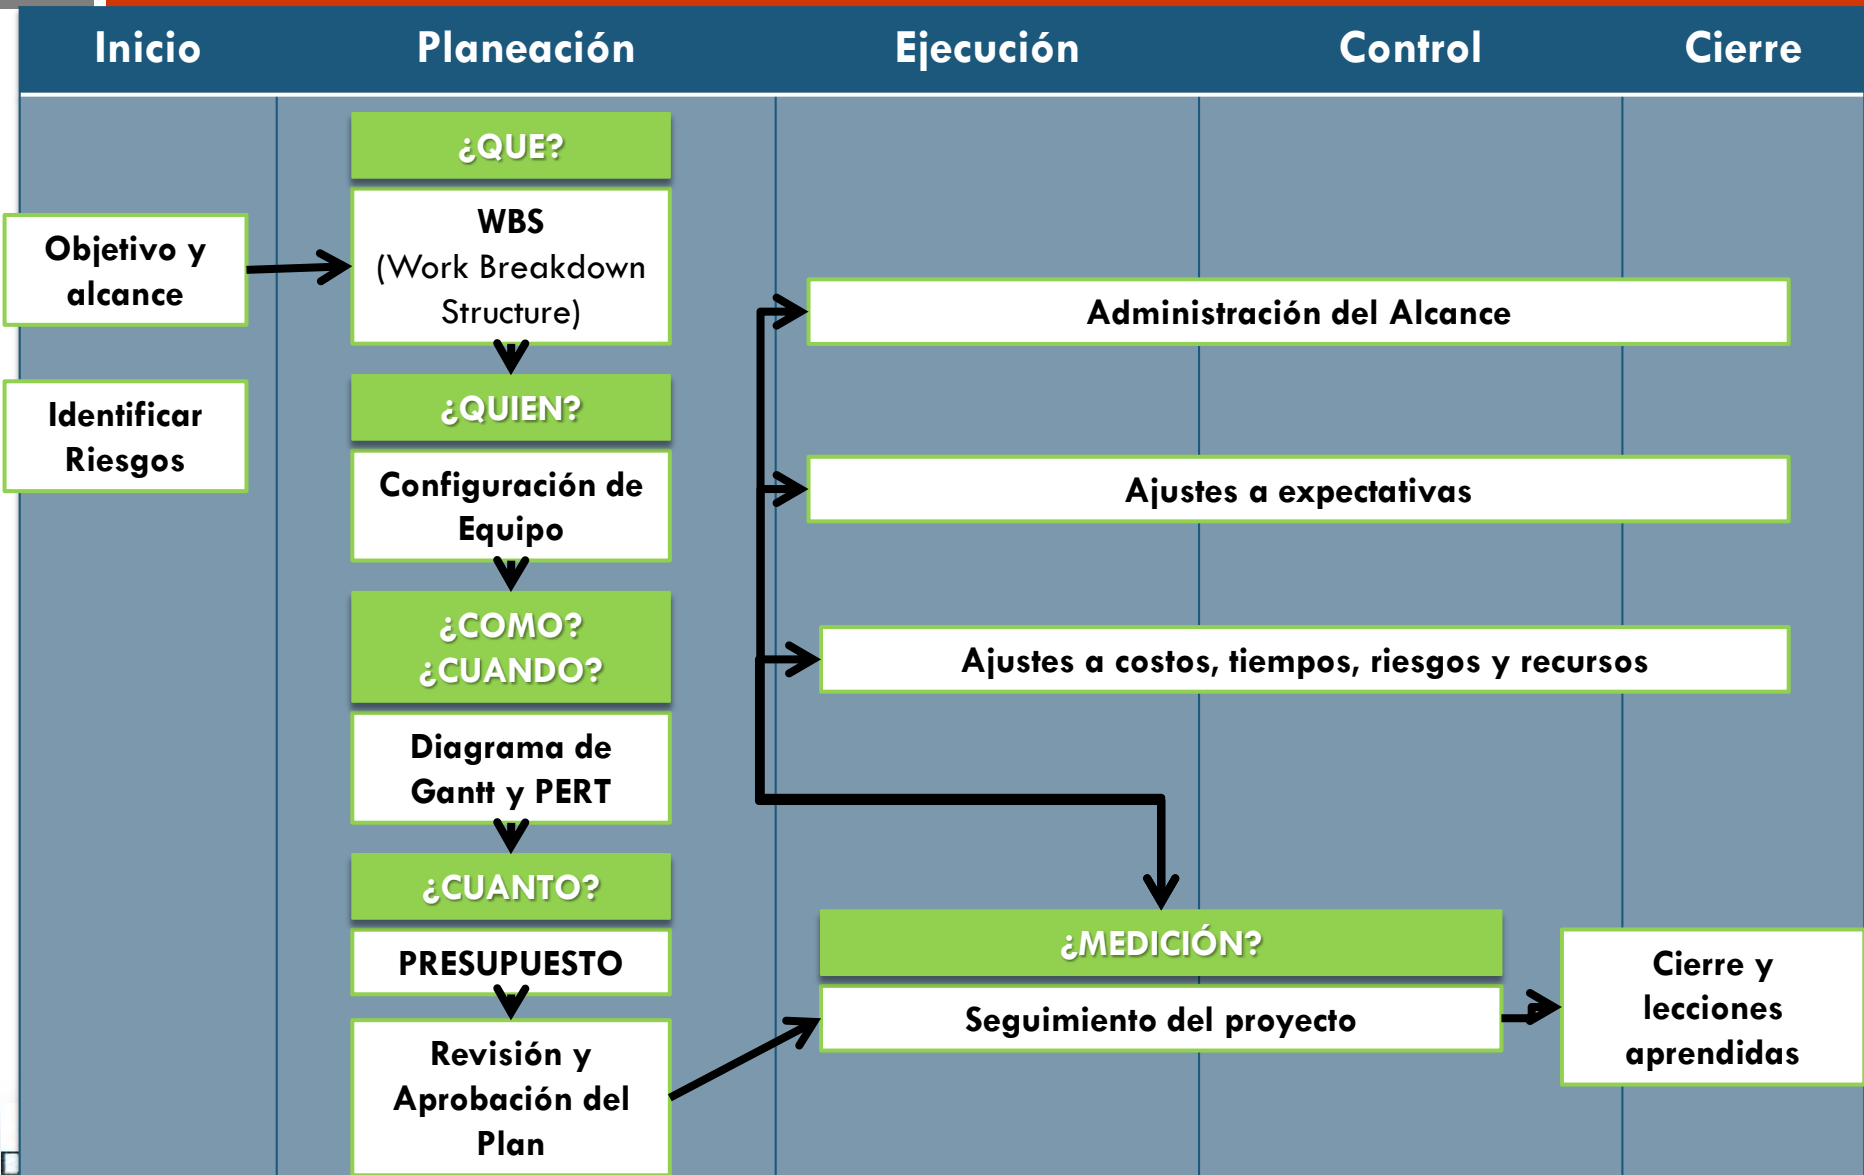 Inicio
Planeación
Ejecución
Control
Cierre
Objetivo y
alcance
Identificar
Riesgos
¿QUE?
WBS
(Work Breakdown
Structure)
¿QUIEN?
Configuración de
Equipo
¿COMO?
¿CUANDO?
Diagrama de
Gantt y PERT
¿CUANTO?
PRESUPUESTO
Revisión y
Aprobación del
Plan
Administración del Alcance
Ajustes a expectativas
Ajustes a costos, tiempos, riesgos y recursos
¿MEDICIÓN?
Seguimiento del proyecto
Cierre y
lecciones
aprendidas